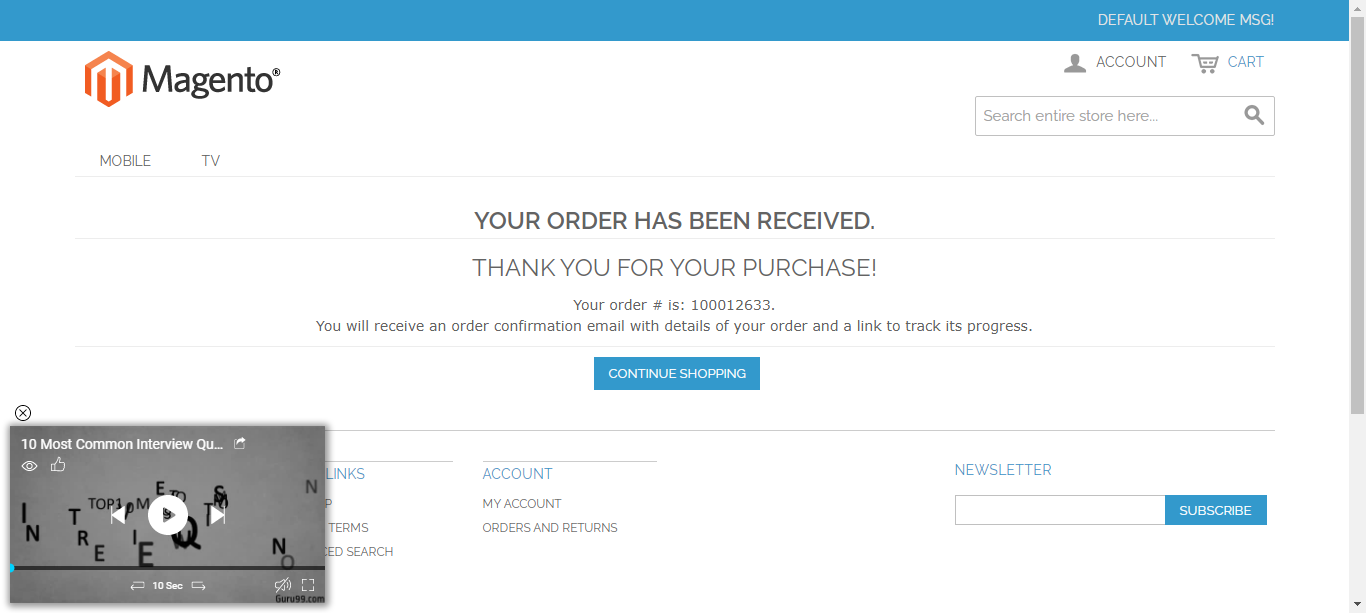 DEFAULT WELCOME MSG!
Magento®
ACCOUNT
CART
Search entire store here...
MOBILE
TV
YOUR ORDER HAS BEEN RECEIVED.
THANK YOU FOR YOUR PURCHASE!
Your order # is: 100012633.
You will receive an order confirmation email with details of your order and a link to track its progress.
CONTINUE SHOPPING
10 Most Common Interview Qu...
10 Sec
Guru99.com
LINKS
P
TERMS
CED SEARCH
ACCOUNT
MY ACCOUNT
ORDERS AND RETURNS
NEWSLETTER
SUBSCRIBE